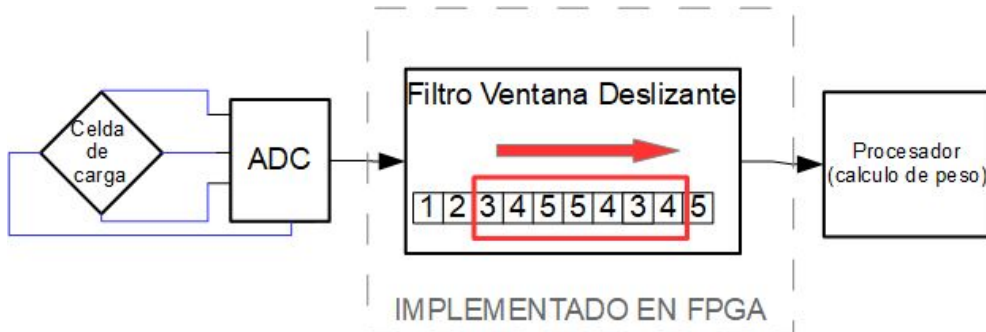 Celda
de
carga
ADC
Filtro Ventana Deslizante
1 2 3 4 5 5 4 3 4 5
Procesador
(calculo de peso)
IMPLEMENTADO EN FPGA